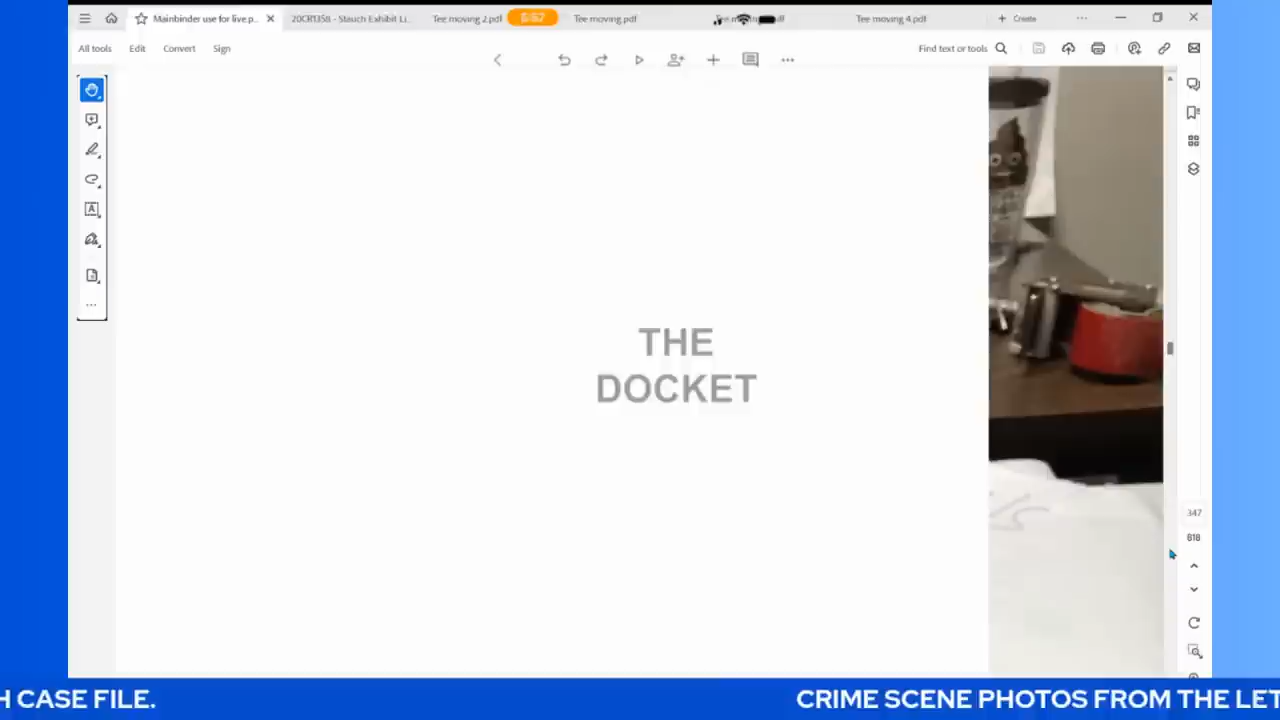 Mainbinder use for live p...
20CR1358 - Stauch Exhibit Li...
Tee moving 2.pdf
Tee moving.pdf
Tee moving 4.pdf
Create
All tools
Edit
Convert
Sign
Find text or tools
THE
DOCKET
347
818
H CASE FILE.
CRIME SCENE PHOTOS FROM THE LET